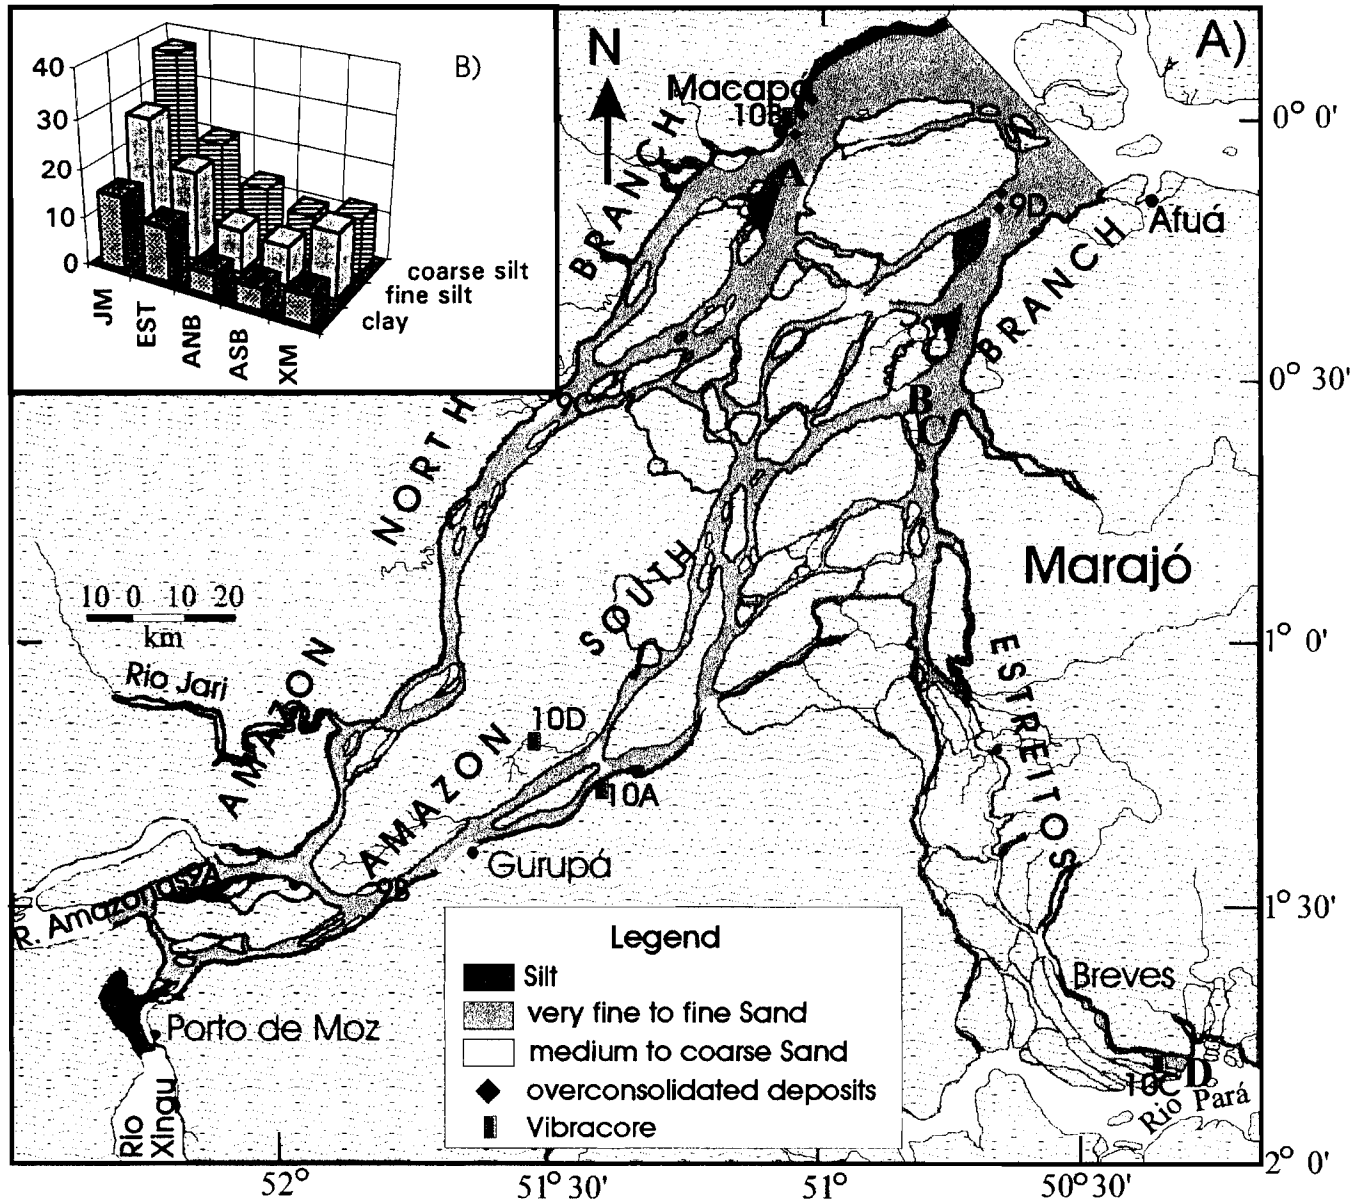 A)
B)
40
30
20
10
0
JM
EST
ANB
ASB
XM
coarse silt
fine silt
clay
N
Macapá
10B
A
0° 0'
9D
Afuá
NORTH BRANCH
BRANCH
0° 30'
9C
B
C
Marajó
10 0 10 20
km
SOUTH
1° 0'
ESTREITOS
Rio Jari
AMAZON
AMAZON
10D
10A
Gurupá
R. Amazonas
9A
9B
1° 30'
Legend
Silt
very fine to fine Sand
medium to coarse Sand
overconsolidated deposits
Vibracore
Breves
Porto de Moz
Rio Xingu
10C
D
Rio Pará
2° 0'
52°
51° 30'
51°
50° 30'